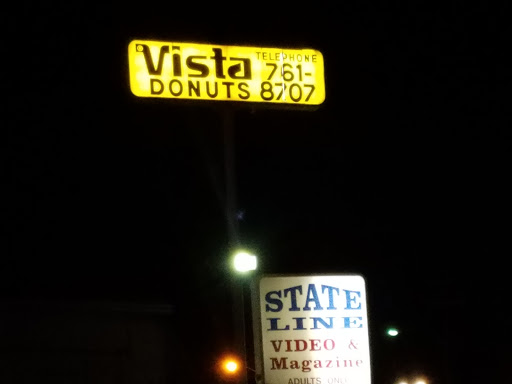 Vista TELEPHONE
761-
DONUTS 8707
STATE
LINE
VIDEO &
Magazine
ADULTS ONLY